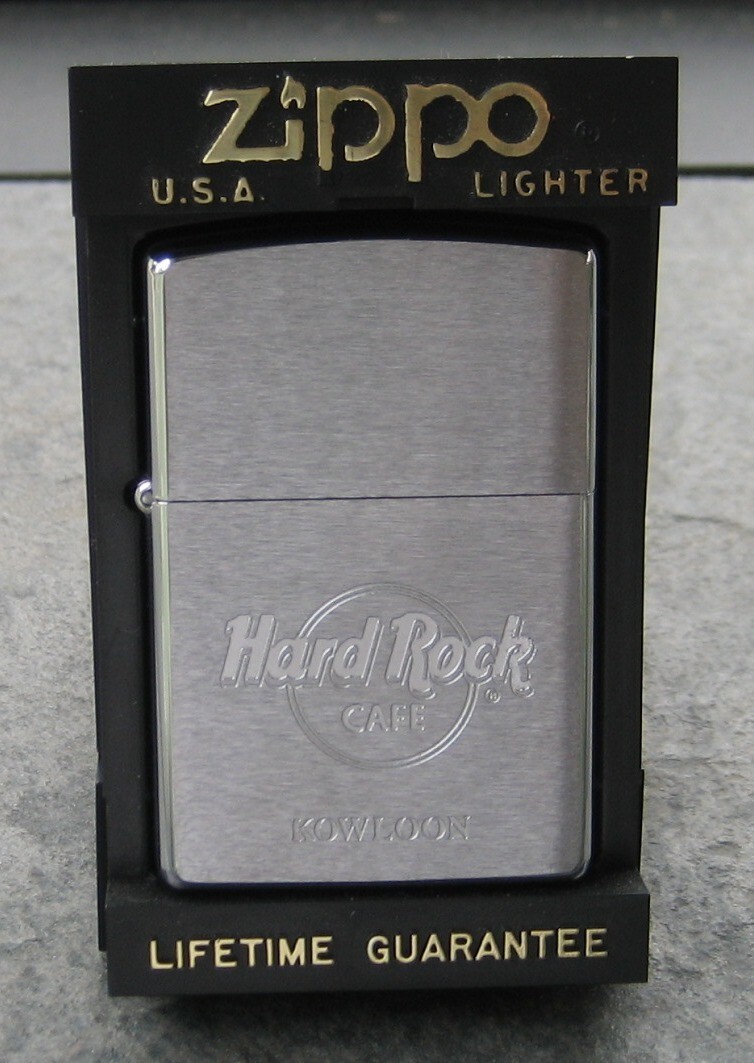 Zippo ®
U.S.A. LIGHTER
Hard Rock ®
CAFE
KOWLOON
LIFETIME GUARANTEE